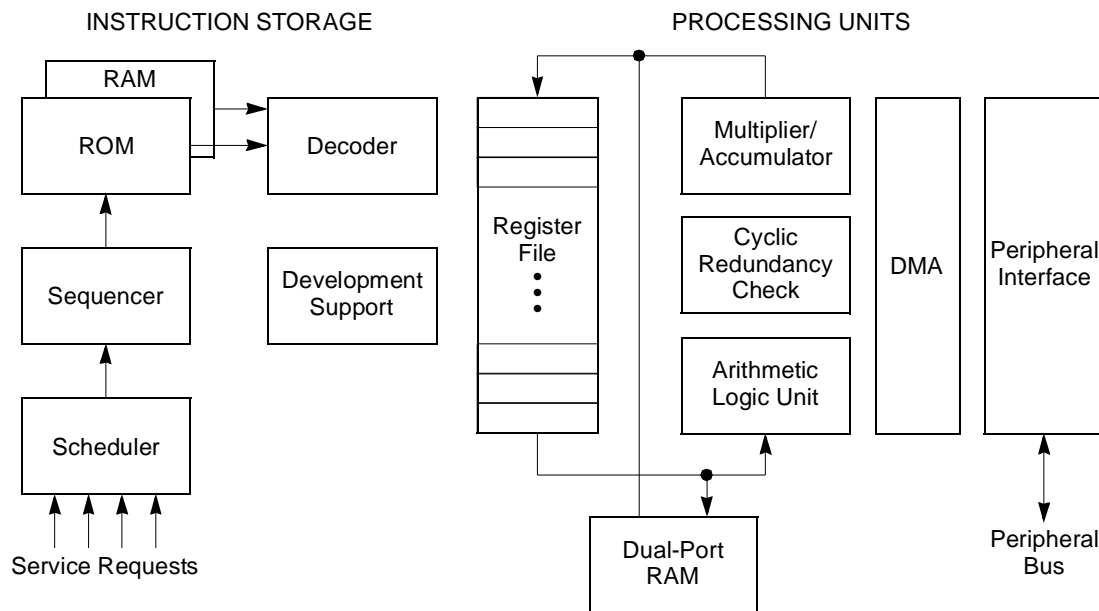 INSTRUCTION STORAGE
PROCESSING UNITS
RAM
ROM
Decoder
Sequencer
Development
Support
Scheduler
Service Requests
Register
File
Multiplier/
Accumulator
Cyclic
Redundancy
Check
Arithmetic
Logic Unit
DMA
Peripheral
Interface
Dual-Port
RAM
Peripheral
Bus